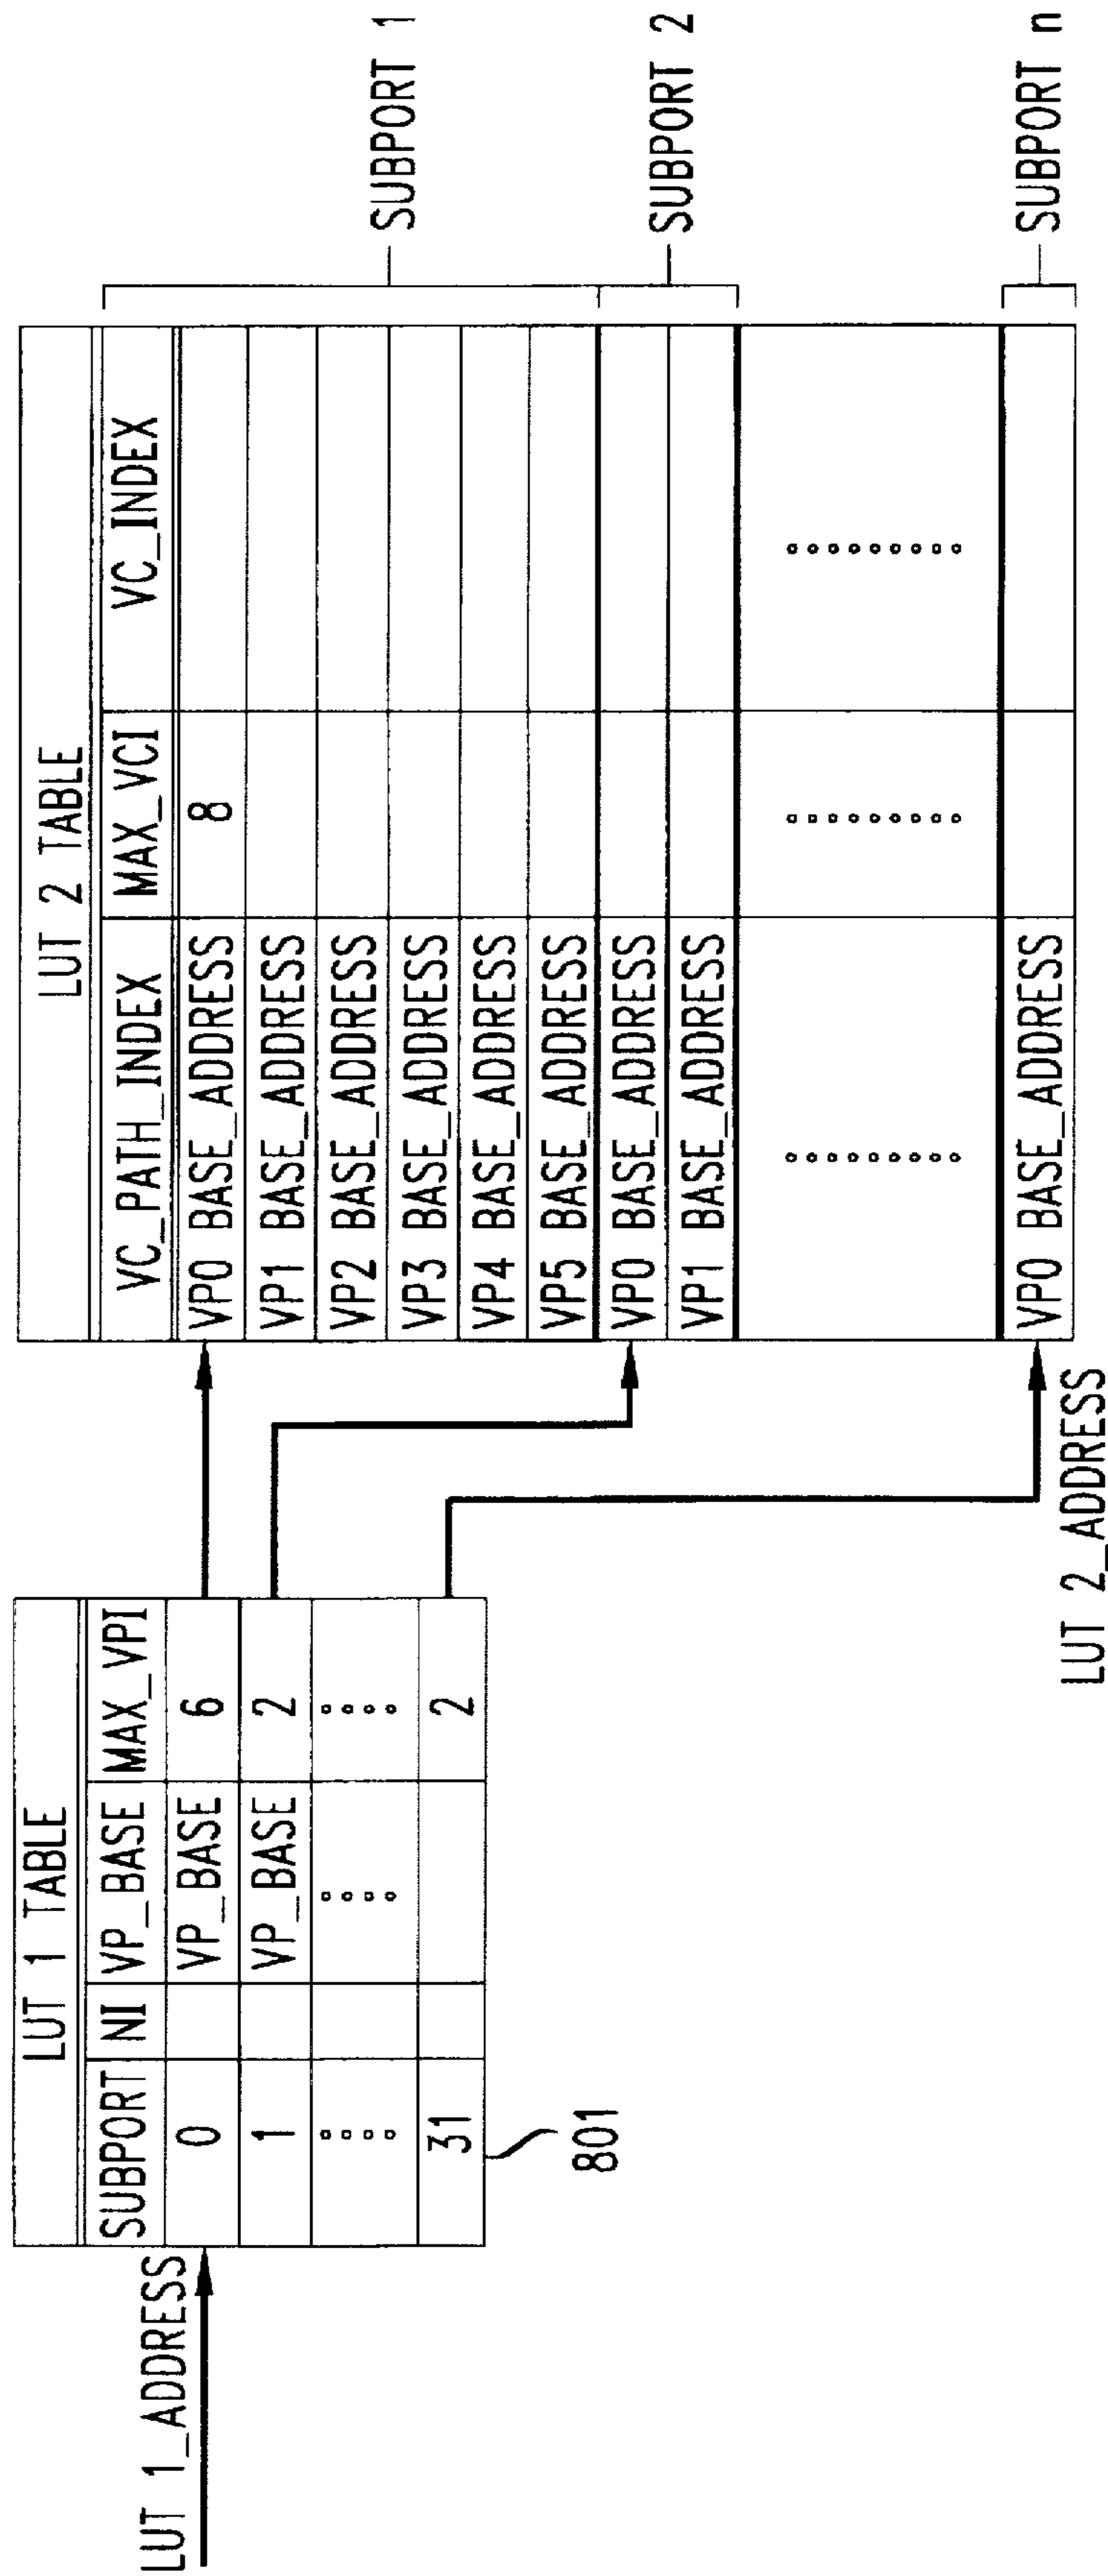 LUT 1_ADDRESS
LUT 1 TABLE
SUBPORT NI VP_BASE MAX_VPI
0 VP_BASE 6
1 VP_BASE 2
.... .... ....
31 2
801
LUT 2 TABLE
VC_PATH_INDEX MAX_VCI VC_INDEX
VP0 BASE_ADDRESS 8
VP1 BASE_ADDRESS
VP2 BASE_ADDRESS
VP3 BASE_ADDRESS
VP4 BASE_ADDRESS
VP5 BASE_ADDRESS
VP0 BASE_ADDRESS
VP1 BASE_ADDRESS
......... ......... .........
VP0 BASE_ADDRESS
LUT 2_ADDRESS
SUBPORT 1
SUBPORT 2
SUBPORT n